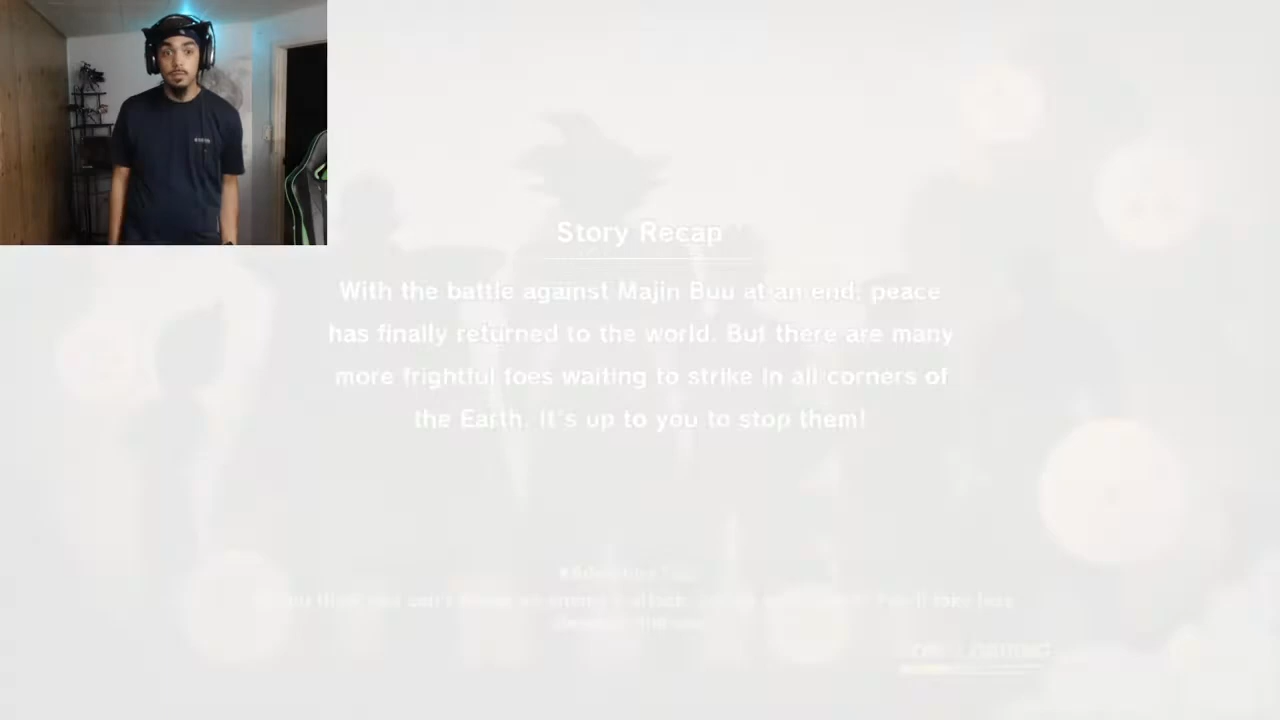 Story Recap
With the battle against Majin Buu at an end, peace
has finally returned to the world. But there are many
more frightful foes waiting to strike in all corners of
the Earth. It's up to you to stop them!
NOW LOADING